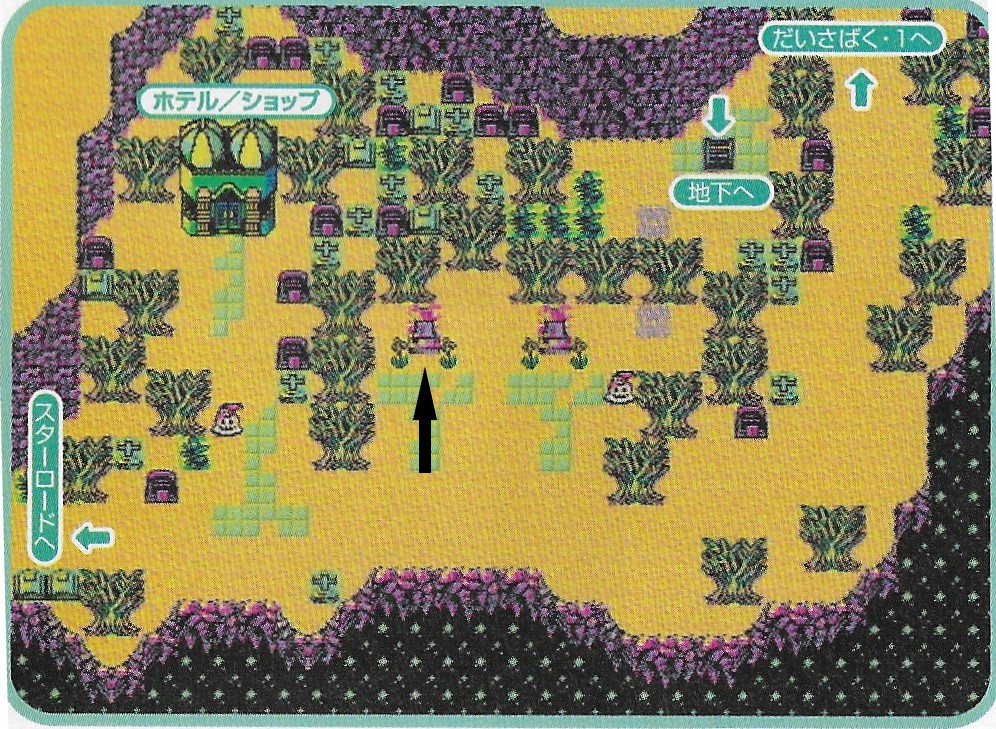 だいさばく・1へ
ホテル／ショップ
地下へ
スターロードへ